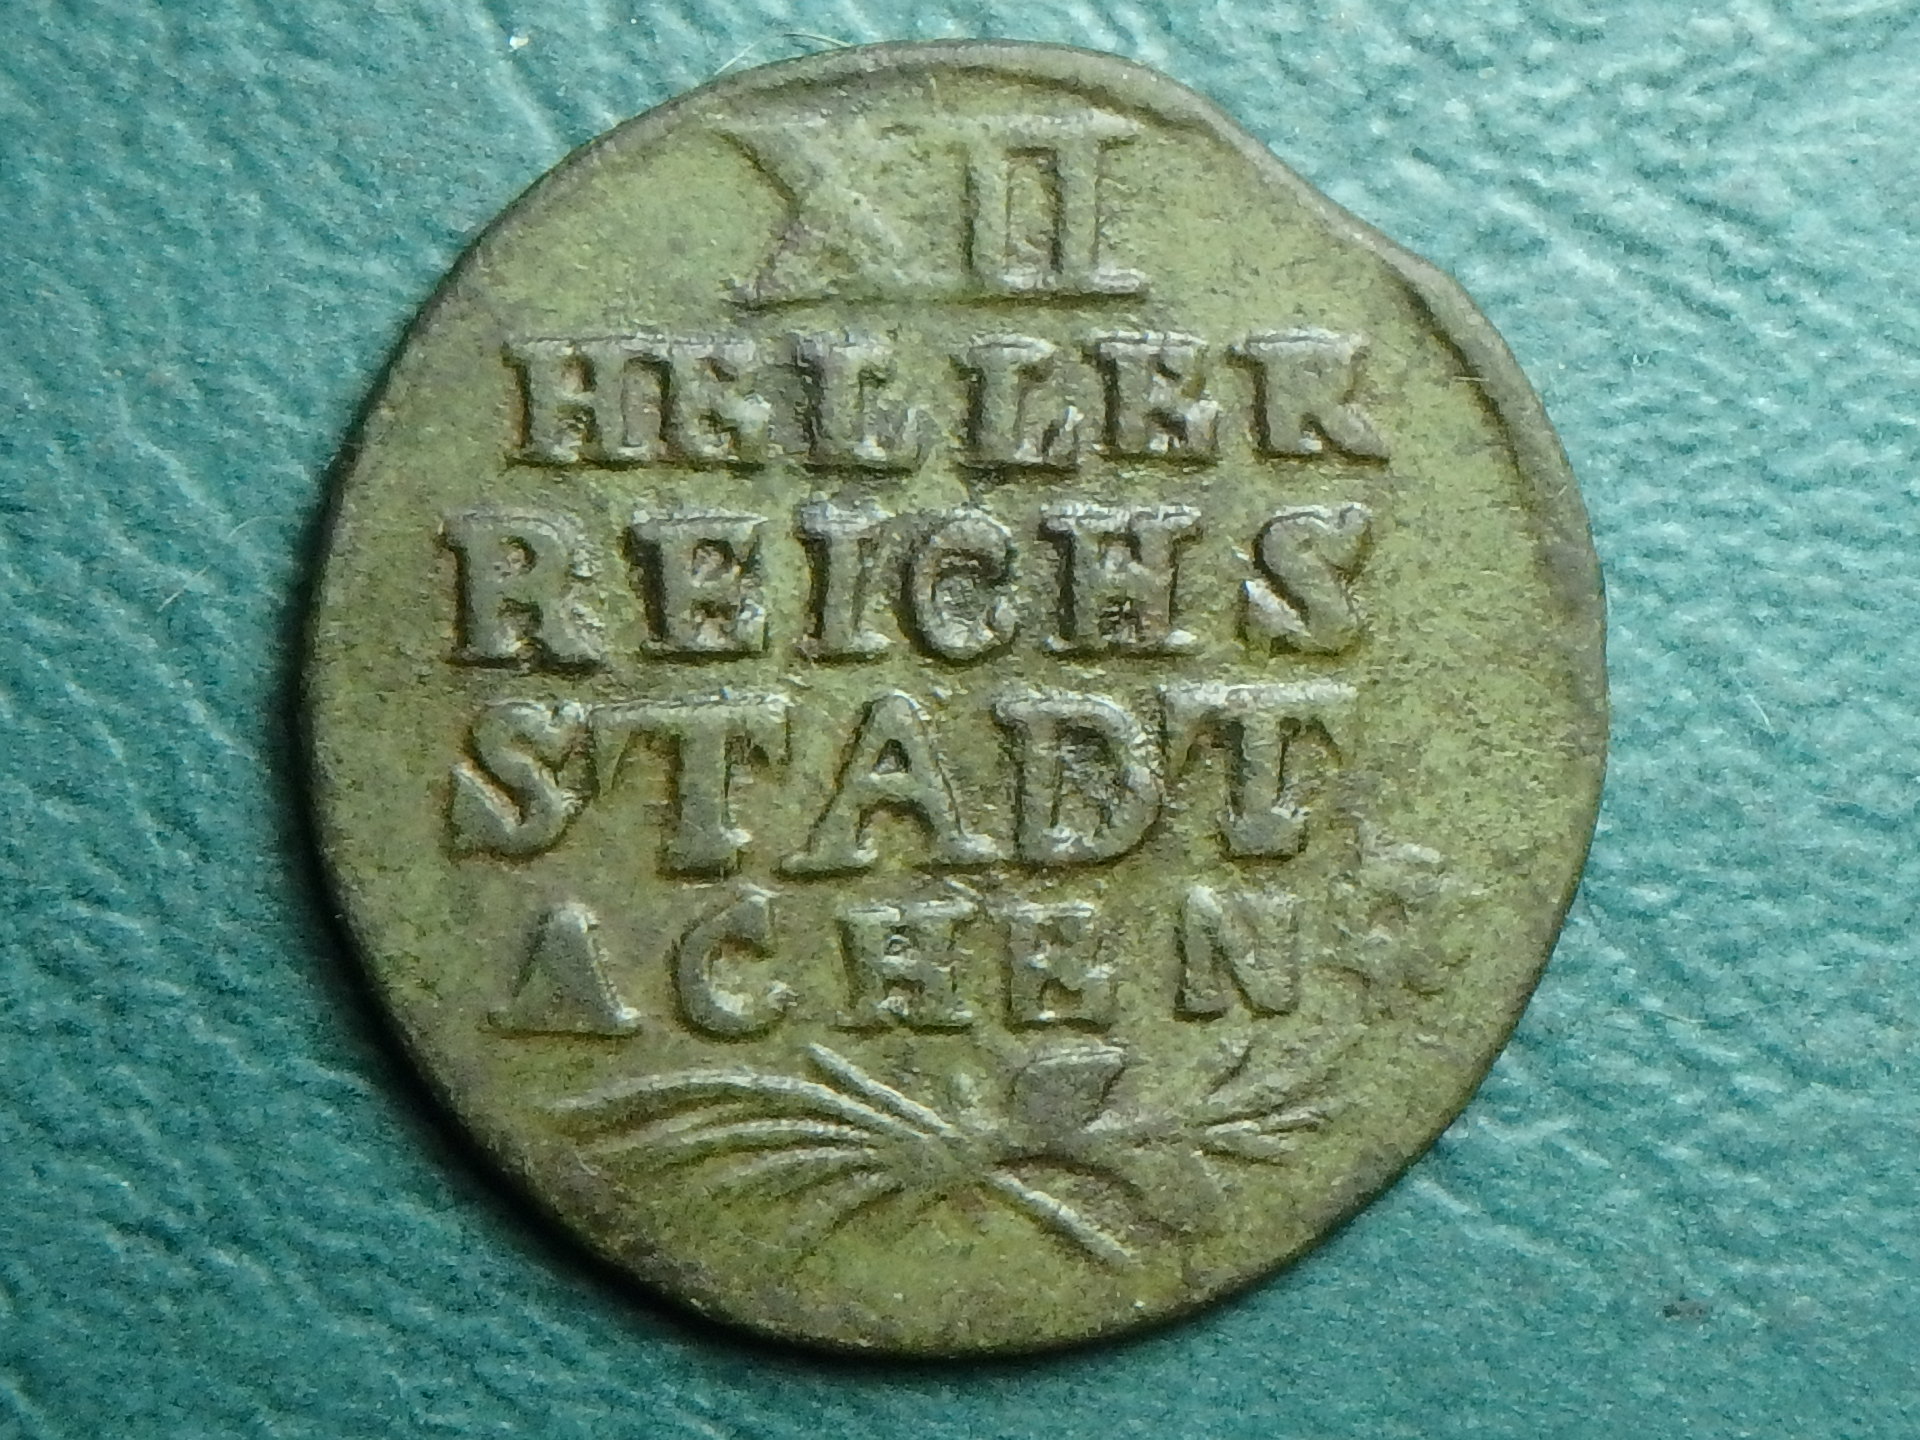 XII
HELLER
REICHS
STADT
ACHEN